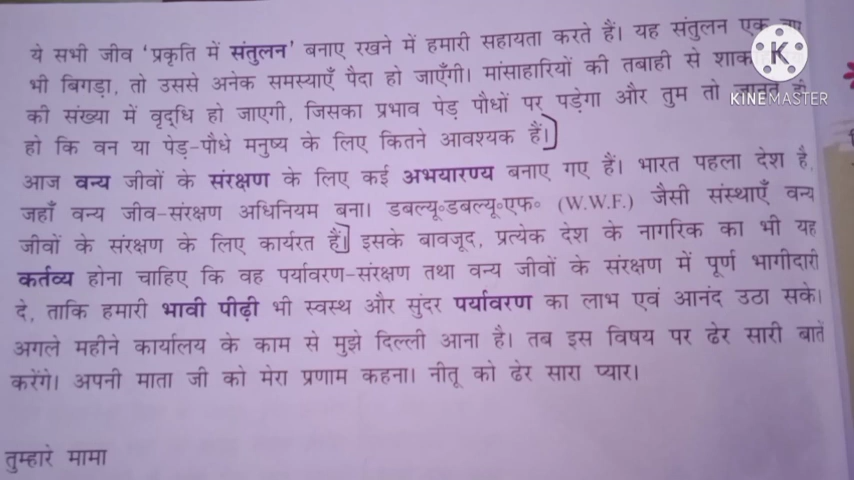 ये सभी जीव 'प्रकृति में संतुलन' बनाए रखने में हमारी सहायता करते हैं। यह संतुलन एक
भी बिगड़ा, तो उससे अनेक समस्याएँ पैदा हो जाएँगी। मांसाहारियों की तबाही से
की संख्या में वृद्धि हो जाएगी, जिसका प्रभाव पेड़ पौधों पर पड़ेगा और तुम तो जानते ही
हो कि वन या पेड़-पौधे मनुष्य के लिए कितने आवश्यक हैं।
आज वन्य जीवों के संरक्षण के लिए कई अभयारण्य बनाए गए हैं। भारत पहला देश है,
जहाँ वन्य जीव-संरक्षण अधिनियम बना। डबल्यू॰डबल्यू॰एफ॰ (W.W.F.) जैसी संस्थाएँ वन्य
जीवों के संरक्षण के लिए कार्यरत हैं। इसके बावजूद, प्रत्येक देश के नागरिक का भी यह
कर्तव्य होना चाहिए कि वह पर्यावरण-संरक्षण तथा वन्य जीवों के संरक्षण में पूर्ण भागीदारी
दे, ताकि हमारी भावी पीढ़ी भी स्वस्थ और सुंदर पर्यावरण का लाभ एवं आनंद उठा सके।
अगले महीने कार्यालय के काम से मुझे दिल्ली आना है। तब इस विषय पर ढेर सारी बातें
करेंगे। अपनी माता जी को मेरा प्रणाम कहना। नीतू को ढेर सारा प्यार।
तुम्हारे मामा
K
KINEMASTER